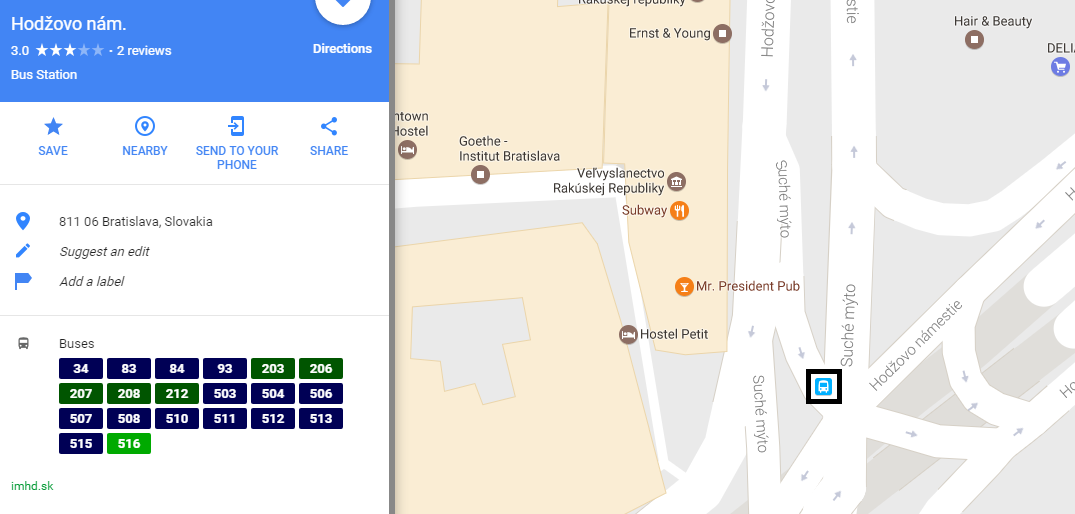 Hodžovo nám.
3.0 ★★★★★ · 2 reviews
Directions
Bus Station
SAVE
NEARBY
SEND TO YOUR
PHONE
SHARE
811 06 Bratislava, Slovakia
Suggest an edit
Add a label
Buses
34 83 84 93 203 206
207 208 212 503 504 506
507 508 510 511 512 513
515 516
imhd.sk
Rakúskej republiky
Ernst & Young
ntown
Hostel
Goethe -
Institut Bratislava
Veľvyslanectvo
Rakúskej Republiky
Subway
Mr. President Pub
Hostel Petit
Hodžovo
Suché mýto
Suché mýto
Suché mýto
Hodžovo námestie
Hair & Beauty
DELI